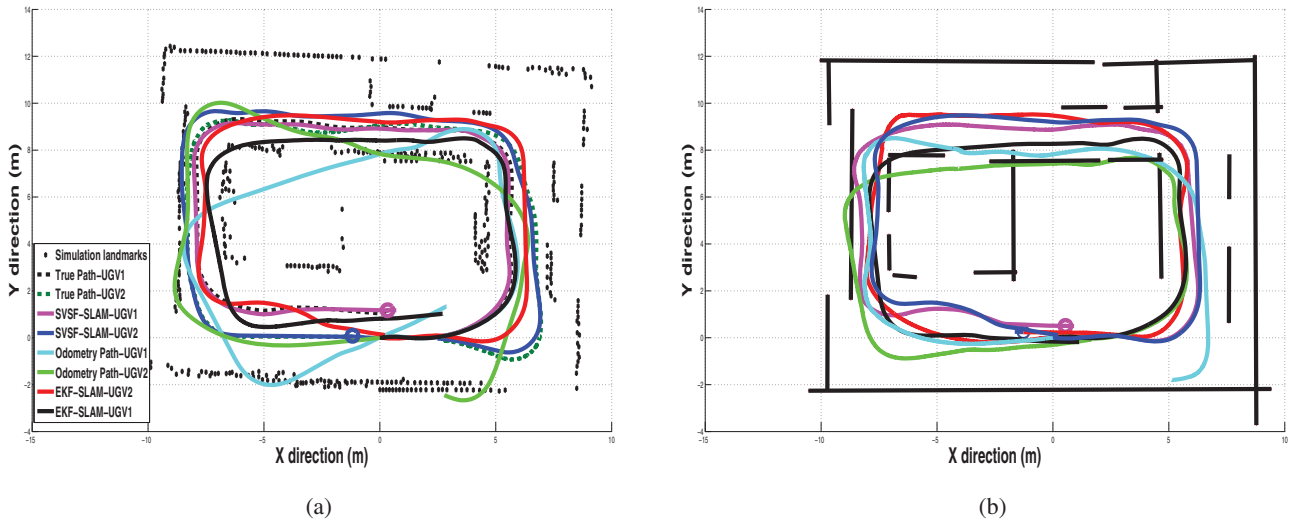 14
12
10
8
6
4
2
0
-2
-4
-15
-10
-5
0
5
10
Y direction (m)
X direction (m)
Simulation landmarks
True Path-UGV1
True Path-UGV2
SVSF-SLAM-UGV1
SVSF-SLAM-UGV2
Odometry Path-UGV1
Odometry Path-UGV2
EKF-SLAM-UGV2
EKF-SLAM-UGV1
(a)
14
12
10
8
6
4
2
0
-2
-4
-15
-10
-5
0
5
10
Y direction (m)
X direction (m)
(b)